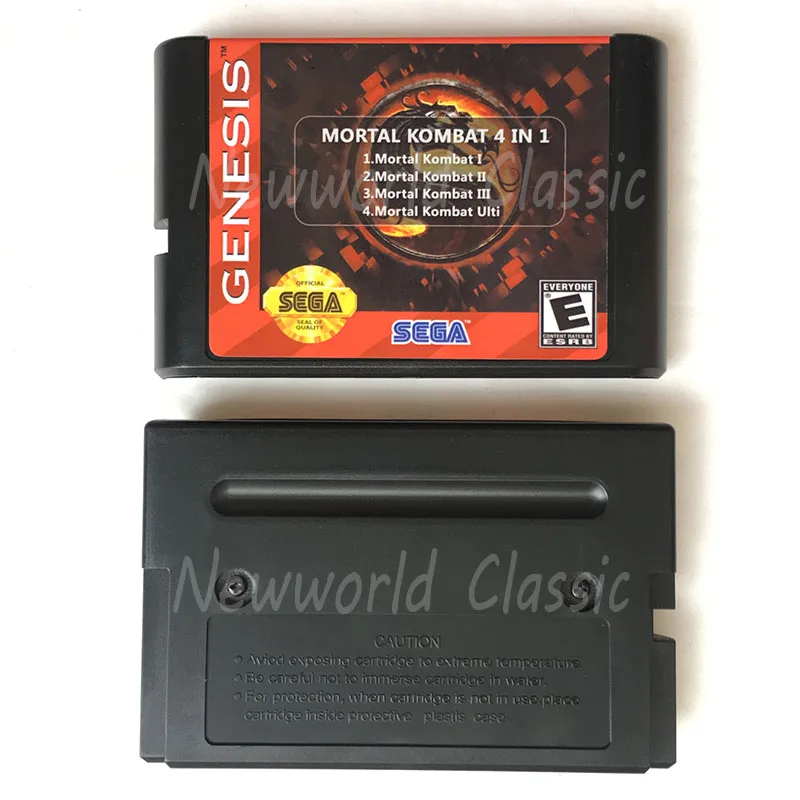 GENESIS™
MORTAL KOMBAT 4 IN 1
1.Mortal Kombat I
2.Mortal Kombat II
3.Mortal Kombat III
4.Mortal Kombat Ulti
Newworld Classic
OFFICIAL
SEGA
SEAL OF
QUALITY
SEGA
EVERYONE
E
CONTENT RATED BY
ESRB
Newworld Classic
CAUTION
• Aviod exposing cartridge to extreme temperature.
• Be careful not to immerse cartridge in water.
• For protection, when cartridge is not in use, place
cartridge inside protective plastis case